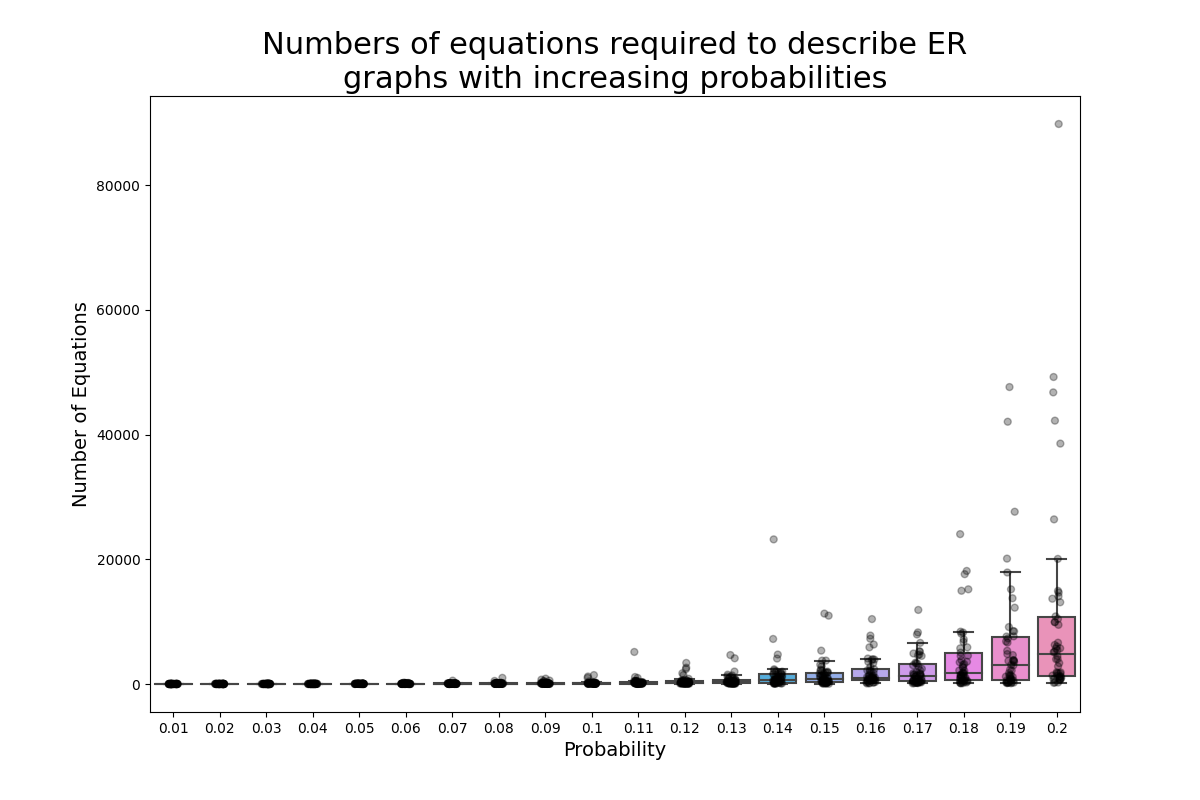 Numbers of equations required to describe ER
graphs with increasing probabilities
Number of Equations
80000
60000
40000
20000
0
0.01 0.02 0.03 0.04 0.05 0.06 0.07 0.08 0.09 0.1 0.11 0.12 0.13 0.14 0.15 0.16 0.17 0.18 0.19 0.2
Probability